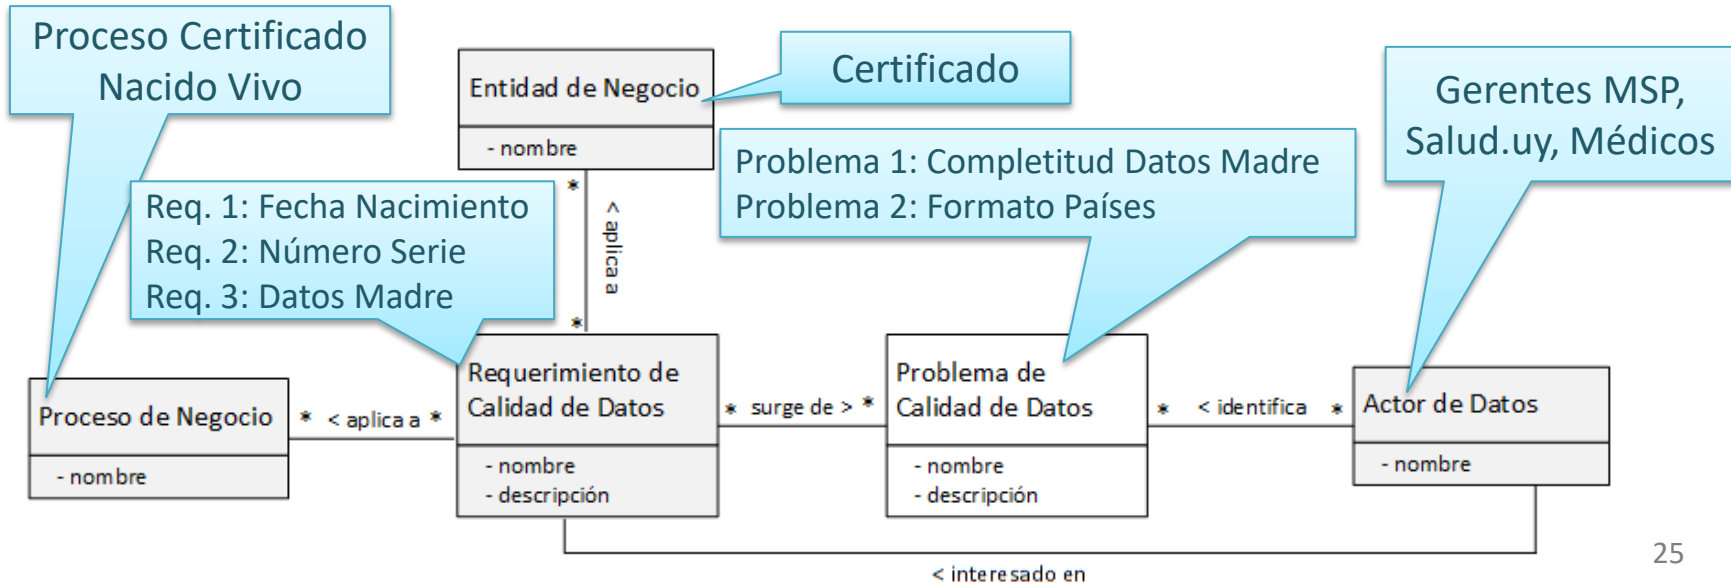 Proceso Certificado
Nacido Vivo
Entidad de Negocio
- nombre
Certificado
Gerentes MSP,
Salud.uy, Médicos
Problema 1: Completitud Datos Madre
Problema 2: Formato Países
Req. 1: Fecha Nacimiento
Req. 2: Número Serie
Req. 3: Datos Madre
*
< aplica a
*
Proceso de Negocio
- nombre
* < aplica a *
Requerimiento de
Calidad de Datos
- nombre
- descripción
* surge de > *
Problema de
Calidad de Datos
- nombre
- descripción
* < identifica *
Actor de Datos
- nombre
< interesado en
25